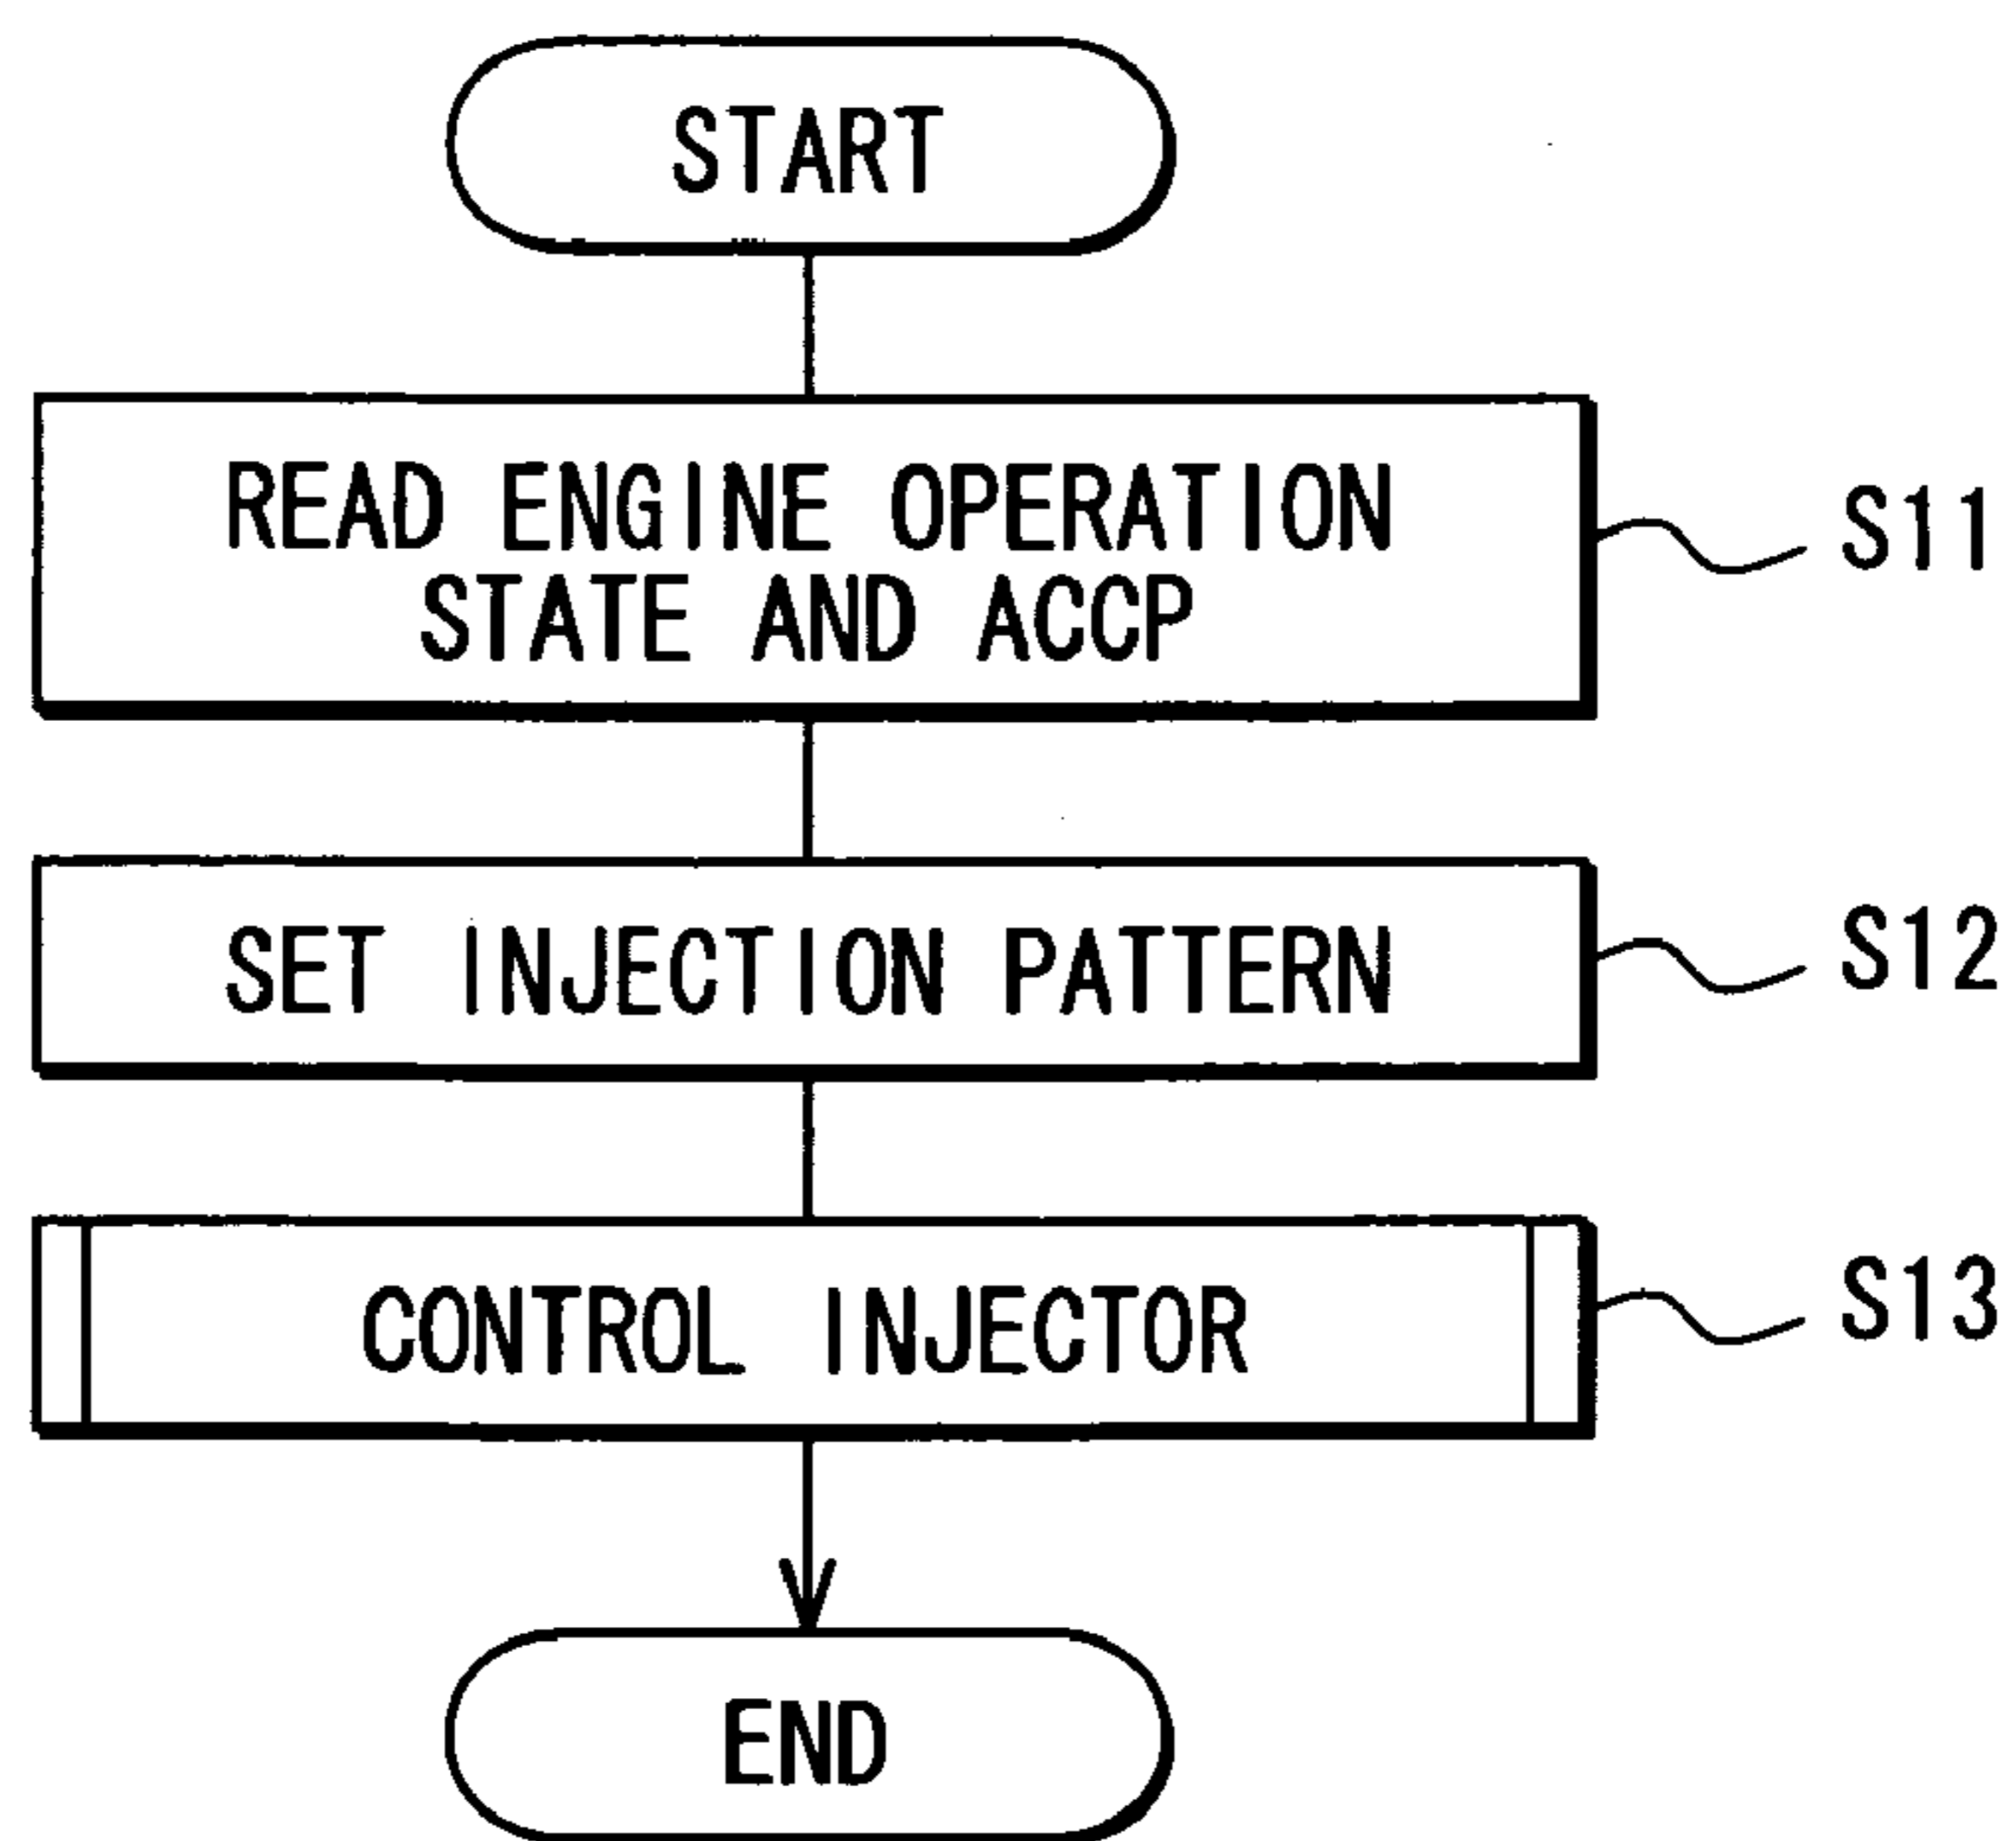 START
READ ENGINE OPERATION
STATE AND ACCP
S11
SET INJECTION PATTERN
S12
CONTROL INJECTOR
S13
END